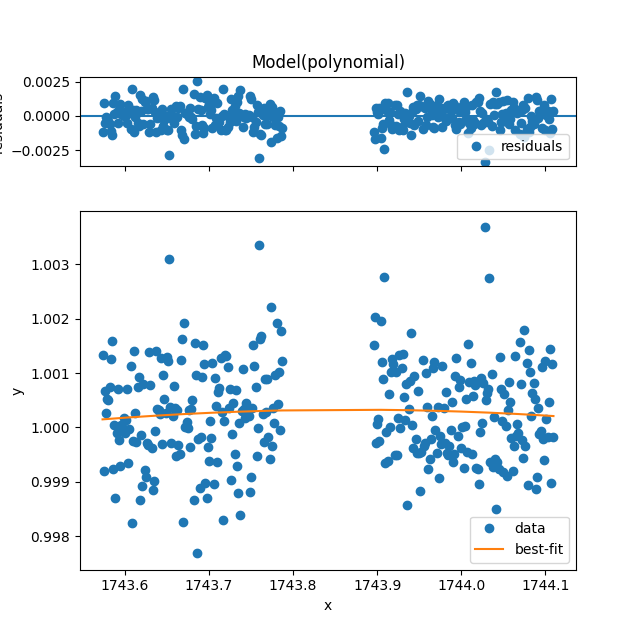 Model(polynomial)
0.0025
0.0000
−0.0025
residuals
1.003
1.002
1.001
1.000
0.999
0.998
y
data
best-fit
1743.6 1743.7 1743.8 1743.9 1744.0 1744.1
x